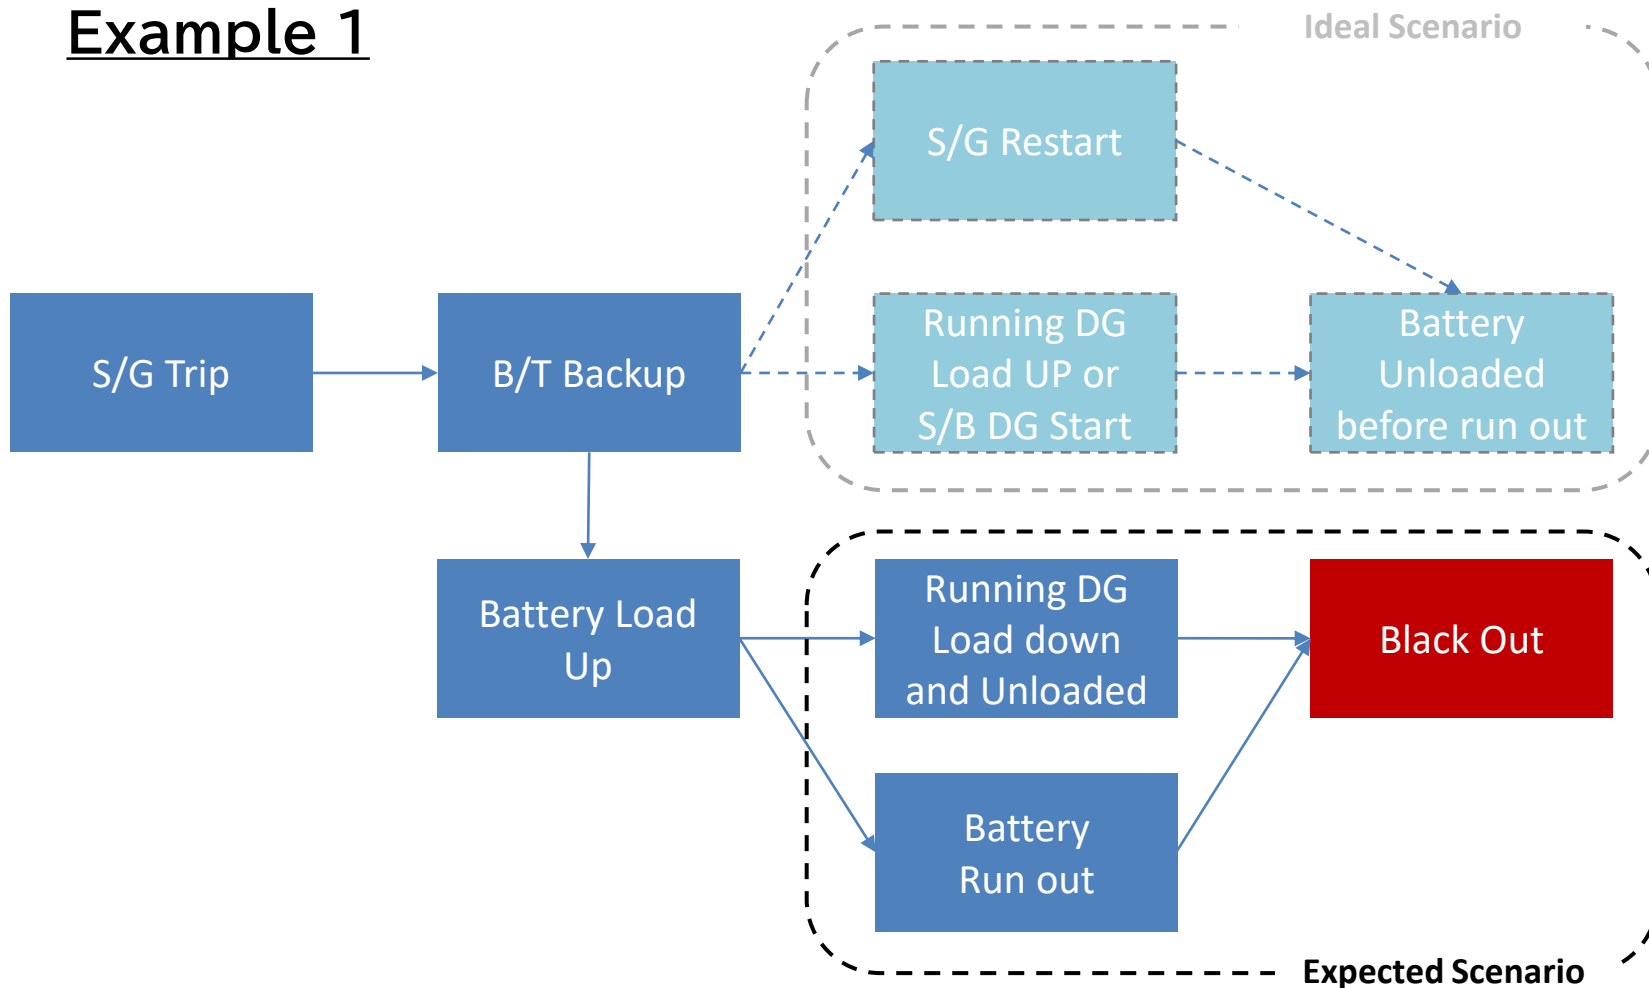 Example 1
Ideal Scenario
S/G Restart
S/G Trip
B/T Backup
Running DG
Load UP or
S/B DG Start
Battery
Unloaded
before run out
Battery Load
Up
Running DG
Load down
and Unloaded
Black Out
Battery
Run out
Expected Scenario